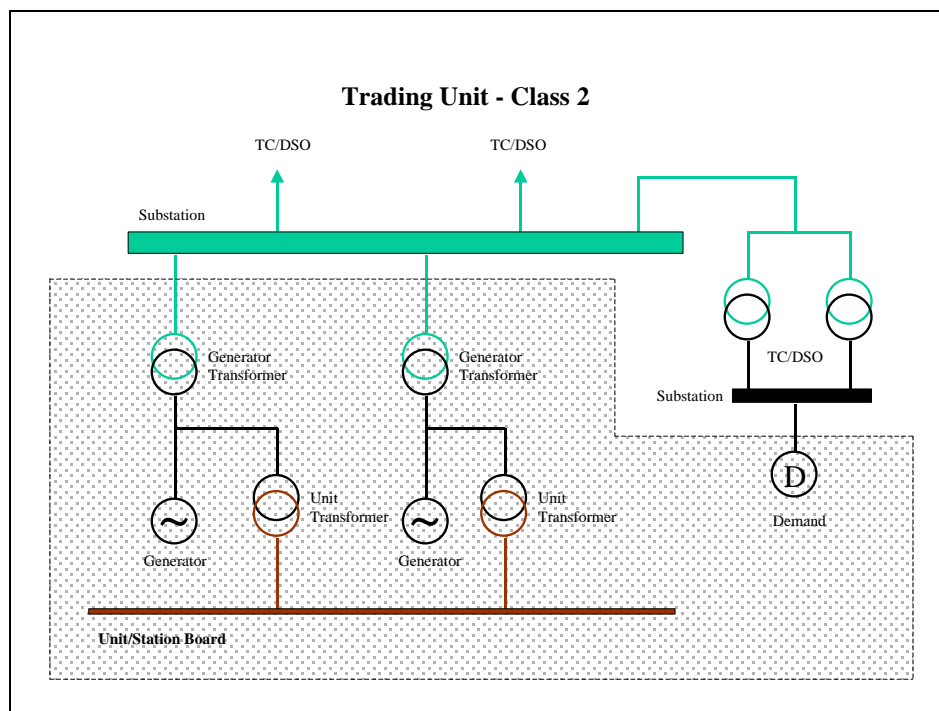 Trading Unit - Class 2
TC/DSO
TC/DSO
Substation
Generator
Transformer
Generator
Transformer
TC/DSO
Substation
D
Unit
Transformer
Unit
Transformer
Demand
~
~
Generator
Generator
Unit/Station Board